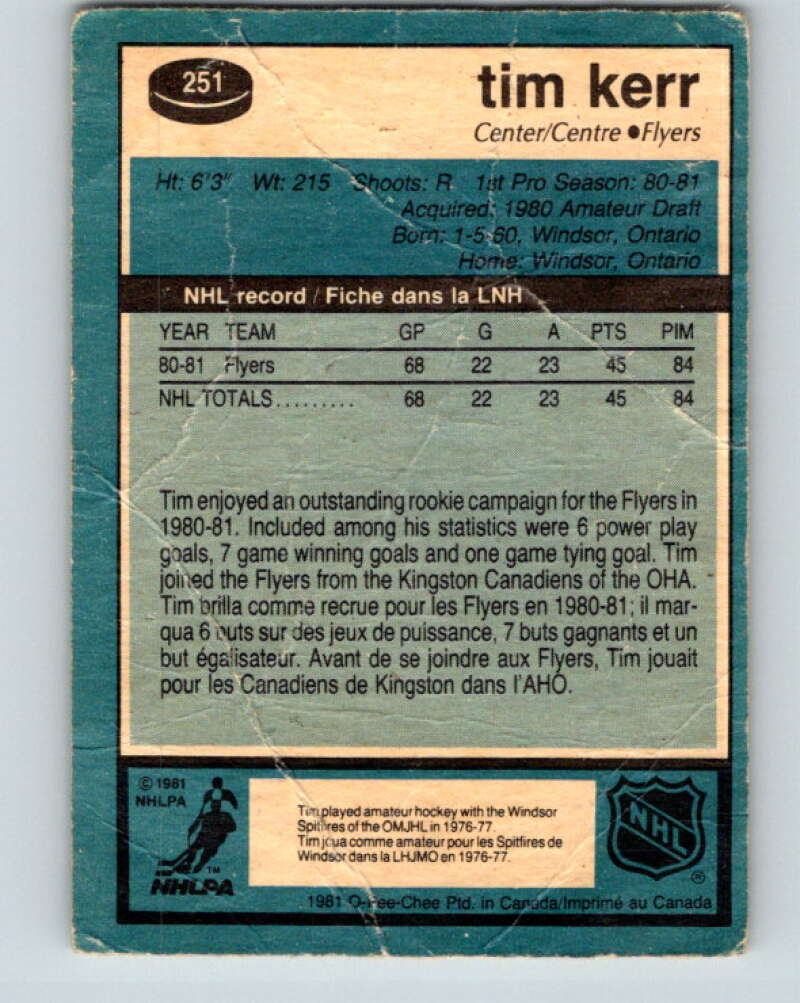 251
tim kerr
Center/Centre ●Flyers
Ht: 6'3" Wt: 215 Shoots: R 1st Pro Season: 80-81
Acquired: 1980 Amateur Draft
Born: 1-5-60, Windsor, Ontario
Home: Windsor, Ontario
NHL record / Fiche dans la LNH
YEAR TEAM GP G A PTS PIM
80-81 Flyers 68 22 23 45 84
NHL TOTALS......... 68 22 23 45 84
Tim enjoyed an outstanding rookie campaign for the Flyers in
1980-81. Included among his statistics were 6 power play
goals, 7 game winning goals and one game tying goal. Tim
joined the Flyers from the Kingston Canadiens of the OHA.
Tim brilla comme recrue pour les Flyers en 1980-81; il mar-
qua 6 buts sur des jeux de puissance, 7 buts gagnants et un
but égalisateur. Avant de se joindre aux Flyers, Tim jouait
pour les Canadiens de Kingston dans l'AHO.
© 1981
NHLPA
TM
NHLPA
Tim played amateur hockey with the Windsor
Spitfires of the OMJHL in 1976-77.
Tim joua comme amateur pour les Spitfires de
Windsor dans la LHJMO en 1976-77.
NHL
®
1981 O-Pee-Chee Ptd. in Canada/Imprimé au Canada